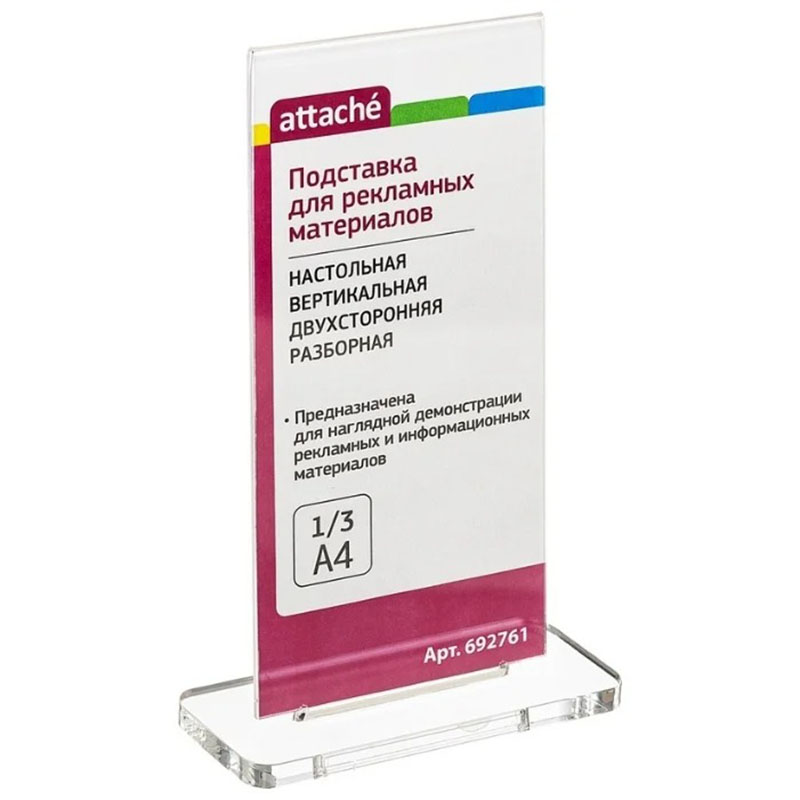 attaché
Подставка
для рекламных
материалов
НАСТОЛЬНАЯ
ВЕРТИКАЛЬНАЯ
ДВУХСТОРОННЯЯ
РАЗБОРНАЯ
• Предназначена
для наглядной демонстрации
рекламных и информационных
материалов
1/3
А4
Арт. 692761